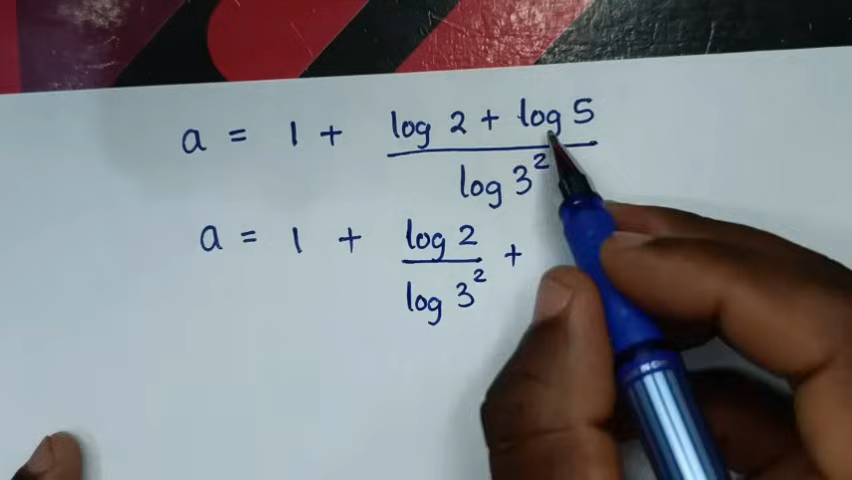 a = 1 + (log 2 + log 5) / (log 3²)
a = 1 + (log 2) / (log 3²) +